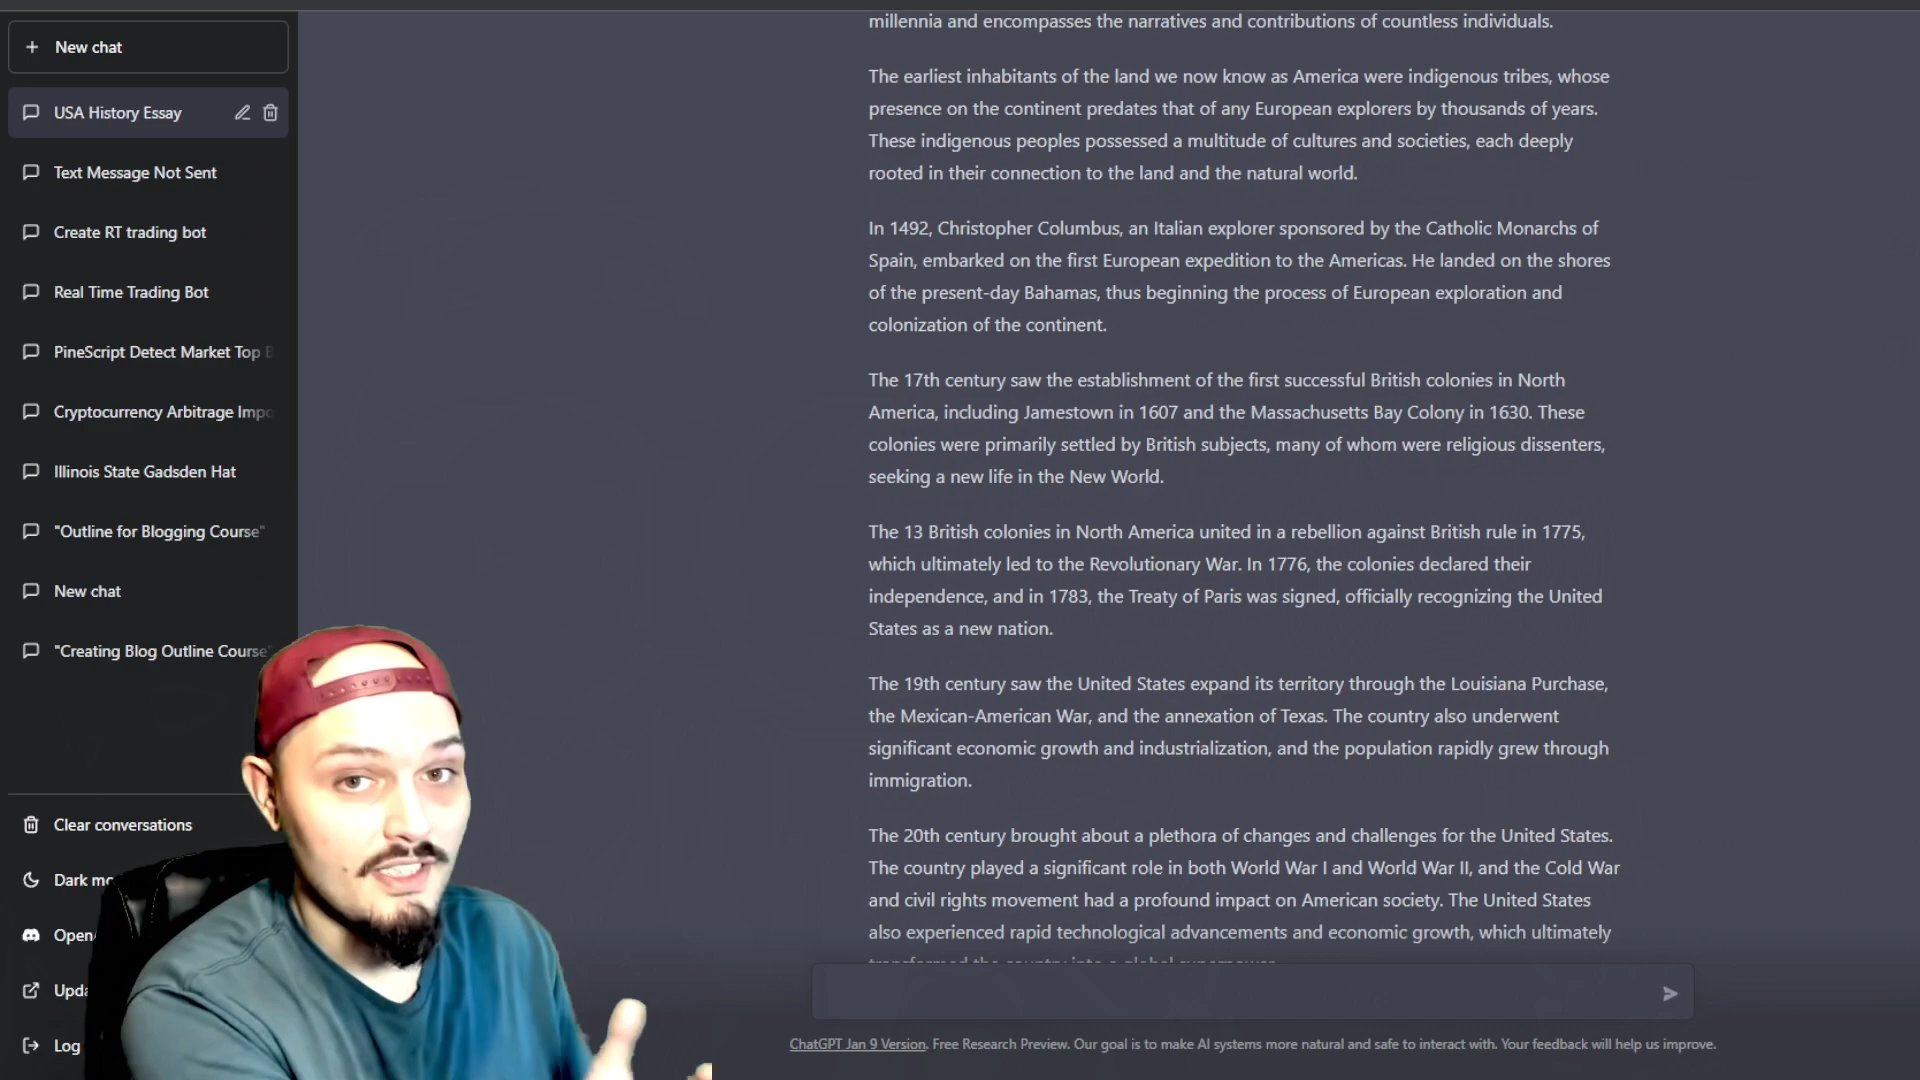 New chat
USA History Essay
Text Message Not Sent
Create RT trading bot
Real Time Trading Bot
PineScript Detect Market Top
Cryptocurrency Arbitrage Impo
Illinois State Gadsden Hat
"Outline for Blogging Course"
New chat
"Creating Blog Outline Course"
Clear conversations
Dark mo
Open
Upda
Log
millennia and encompasses the narratives and contributions of countless individuals.
The earliest inhabitants of the land we now know as America were indigenous tribes, whose
presence on the continent predates that of any European explorers by thousands of years.
These indigenous peoples possessed a multitude of cultures and societies, each deeply
rooted in their connection to the land and the natural world.
In 1492, Christopher Columbus, an Italian explorer sponsored by the Catholic Monarchs of
Spain, embarked on the first European expedition to the Americas. He landed on the shores
of the present-day Bahamas, thus beginning the process of European exploration and
colonization of the continent.
The 17th century saw the establishment of the first successful British colonies in North
America, including Jamestown in 1607 and the Massachusetts Bay Colony in 1630. These
colonies were primarily settled by British subjects, many of whom were religious dissenters,
seeking a new life in the New World.
The 13 British colonies in North America united in a rebellion against British rule in 1775,
which ultimately led to the Revolutionary War. In 1776, the colonies declared their
independence, and in 1783, the Treaty of Paris was signed, officially recognizing the United
States as a new nation.
The 19th century saw the United States expand its territory through the Louisiana Purchase,
the Mexican-American War, and the annexation of Texas. The country also underwent
significant economic growth and industrialization, and the population rapidly grew through
immigration.
The 20th century brought about a plethora of changes and challenges for the United States.
The country played a significant role in both World War I and World War II, and the Cold War
and civil rights movement had a profound impact on American society. The United States
also experienced rapid technological advancements and economic growth, which ultimately
transformed the country into a global superpower.
ChatGPT Jan 9 Version. Free Research Preview. Our goal is to make AI systems more natural and safe to interact with. Your feedback will help us improve.